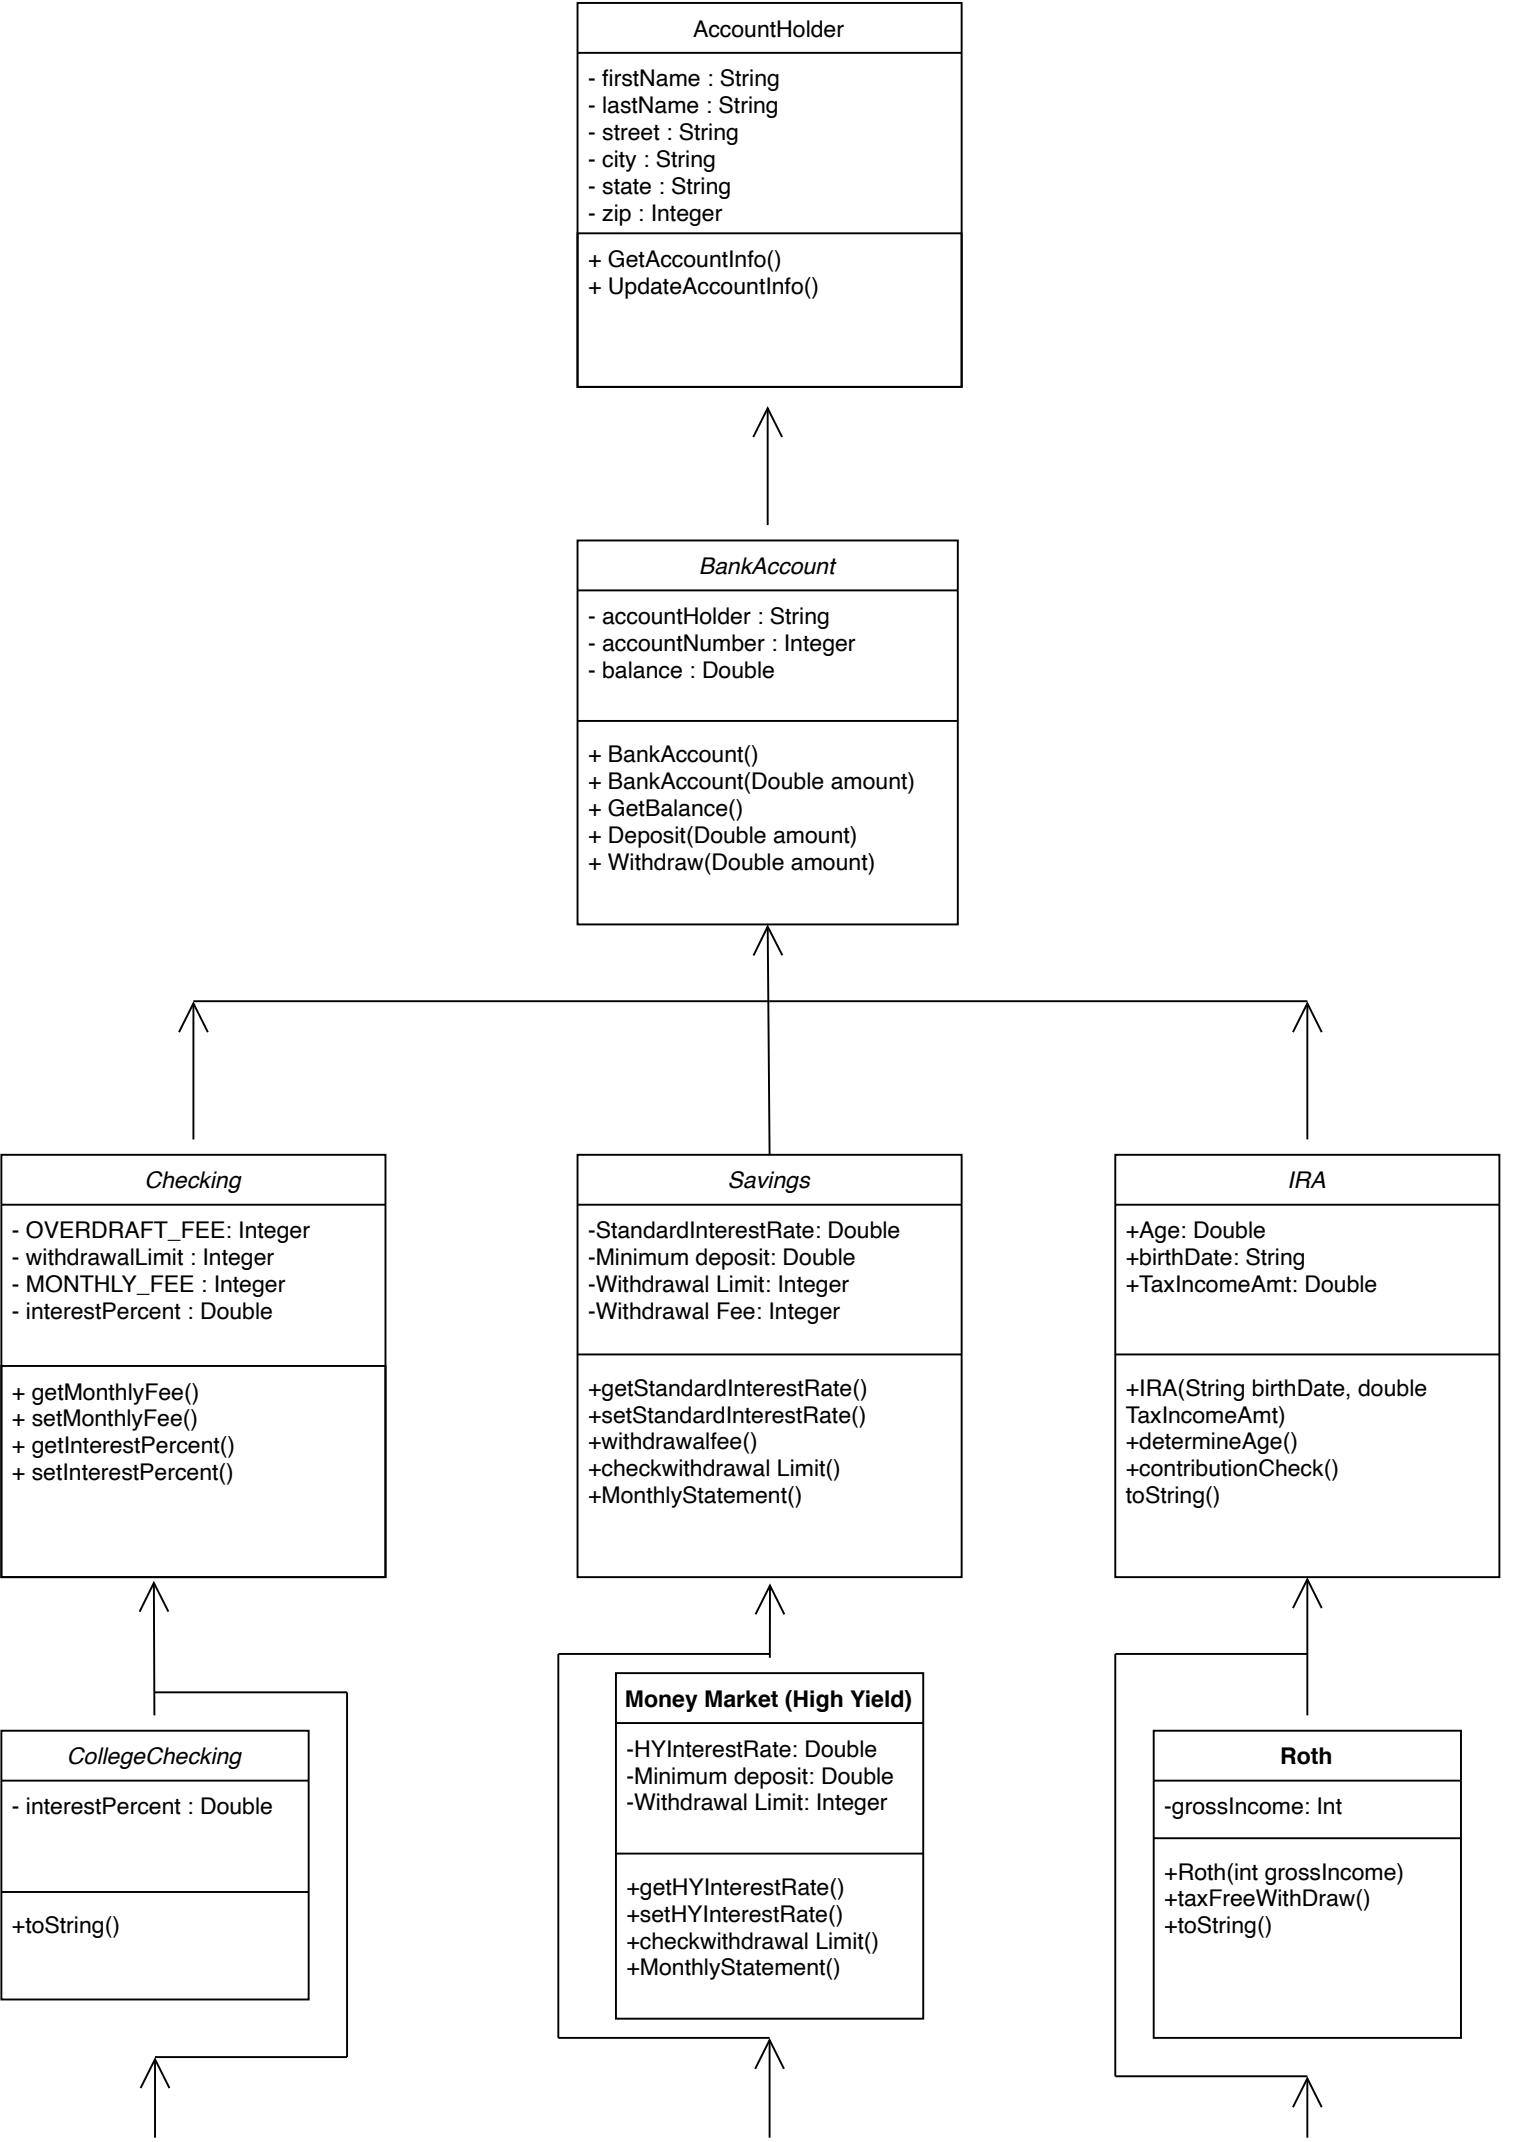 AccountHolder
- firstName : String
- lastName : String
- street : String
- city : String
- state : String
- zip : Integer
+ GetAccountInfo()
+ UpdateAccountInfo()
BankAccount
- accountHolder : String
- accountNumber : Integer
- balance : Double
+ BankAccount()
+ BankAccount(Double amount)
+ GetBalance()
+ Deposit(Double amount)
+ Withdraw(Double amount)
Checking
- OVERDRAFT_FEE: Integer
- withdrawalLimit : Integer
- MONTHLY_FEE : Integer
- interestPercent : Double
+ getMonthlyFee()
+ setMonthlyFee()
+ getInterestPercent()
+ setInterestPercent()
Savings
-StandardInterestRate: Double
-Minimum deposit: Double
-Withdrawal Limit: Integer
-Withdrawal Fee: Integer
+getStandardInterestRate()
+setStandardInterestRate()
+withdrawalfee()
+checkwithdrawal Limit()
+MonthlyStatement()
IRA
+Age: Double
+birthDate: String
+TaxIncomeAmt: Double
+IRA(String birthDate, double
TaxIncomeAmt)
+determineAge()
+contributionCheck()
toString()
CollegeChecking
- interestPercent : Double
+toString()
Money Market (High Yield)
-HYInterestRate: Double
-Minimum deposit: Double
-Withdrawal Limit: Integer
+getHYInterestRate()
+setHYInterestRate()
+checkwithdrawal Limit()
+MonthlyStatement()
Roth
-grossIncome: Int
+Roth(int grossIncome)
+taxFreeWithDraw()
+toString()